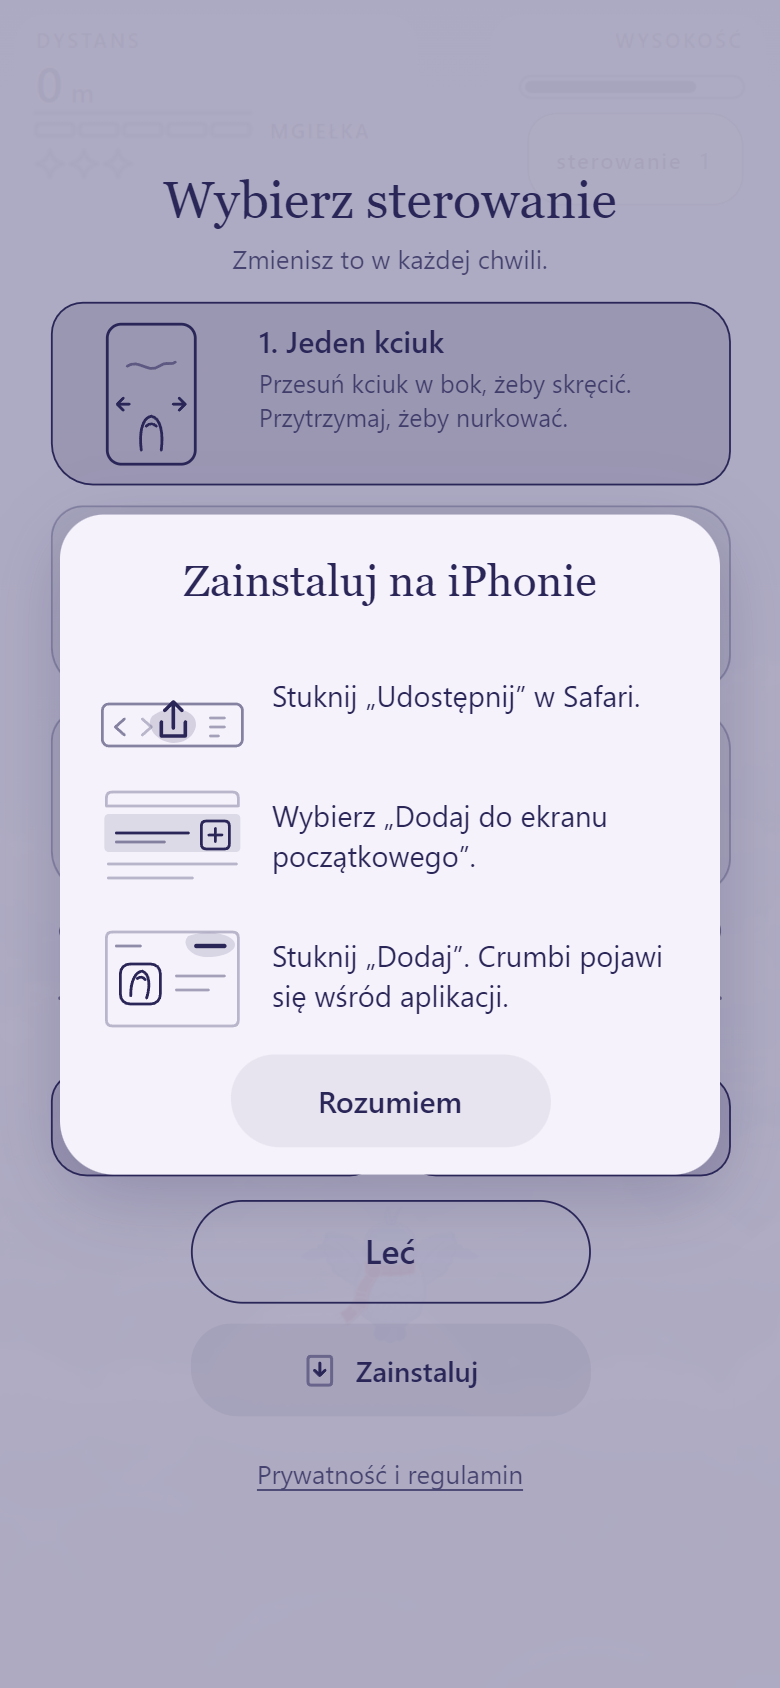 DYSTANS
WYSOKOŚĆ
0 m
MGIEŁKA
sterowanie 1
Wybierz sterowanie
Zmienisz to w każdej chwili.
1. Jeden kciuk
Przesuń kciuk w bok, żeby skręcić.
Przytrzymaj, żeby nurkować.
Zainstaluj na iPhonie
Stuknij „Udostępnij” w Safari.
Wybierz „Dodaj do ekranu
początkowego”.
Stuknij „Dodaj”. Crumbi pojawi
się wśród aplikacji.
Rozumiem
Leć
Zainstaluj
Prywatność i regulamin